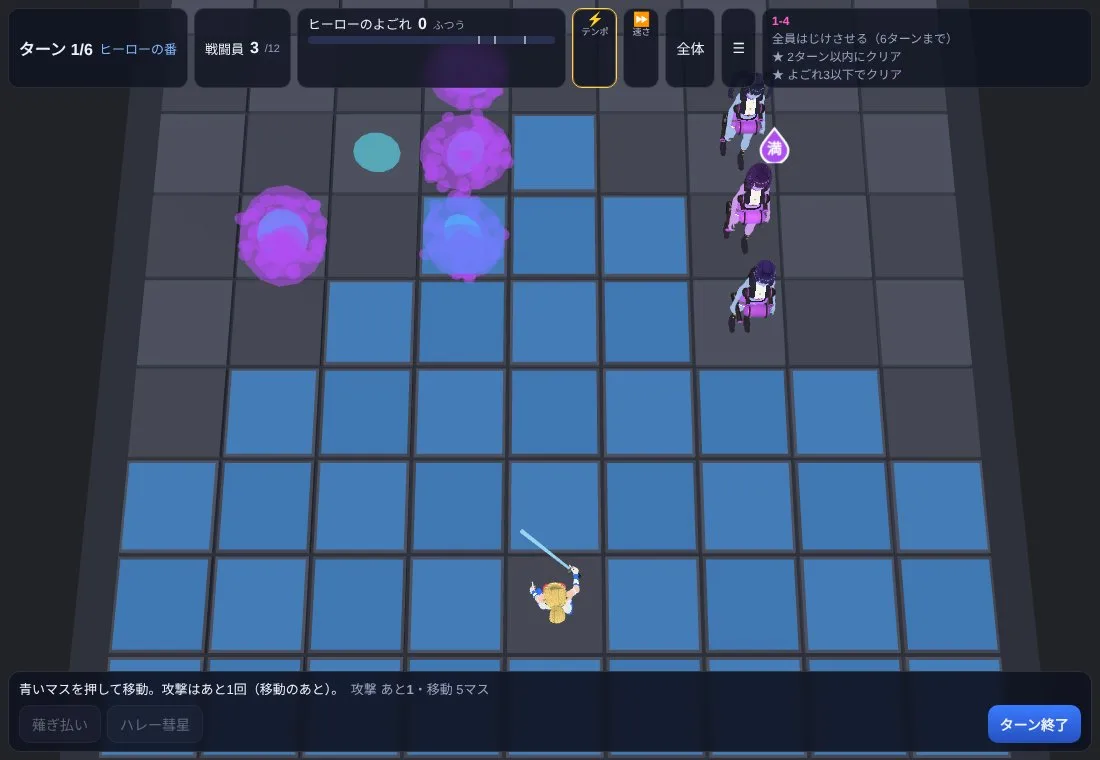 ターン 1/6 ヒーローの番
戦闘員 3 /12
ヒーローのよごれ 0 ふつう
⚡
テンポ
⏩
速さ
全体
☰
1-4
全員はじけさせる（6ターンまで）
★ 2ターン以内にクリア
★ よごれ3以下でクリア
満
青いマスを押して移動。攻撃はあと1回（移動のあと）。 攻撃 あと1・移動 5マス
薙ぎ払い
ハレー彗星
ターン終了